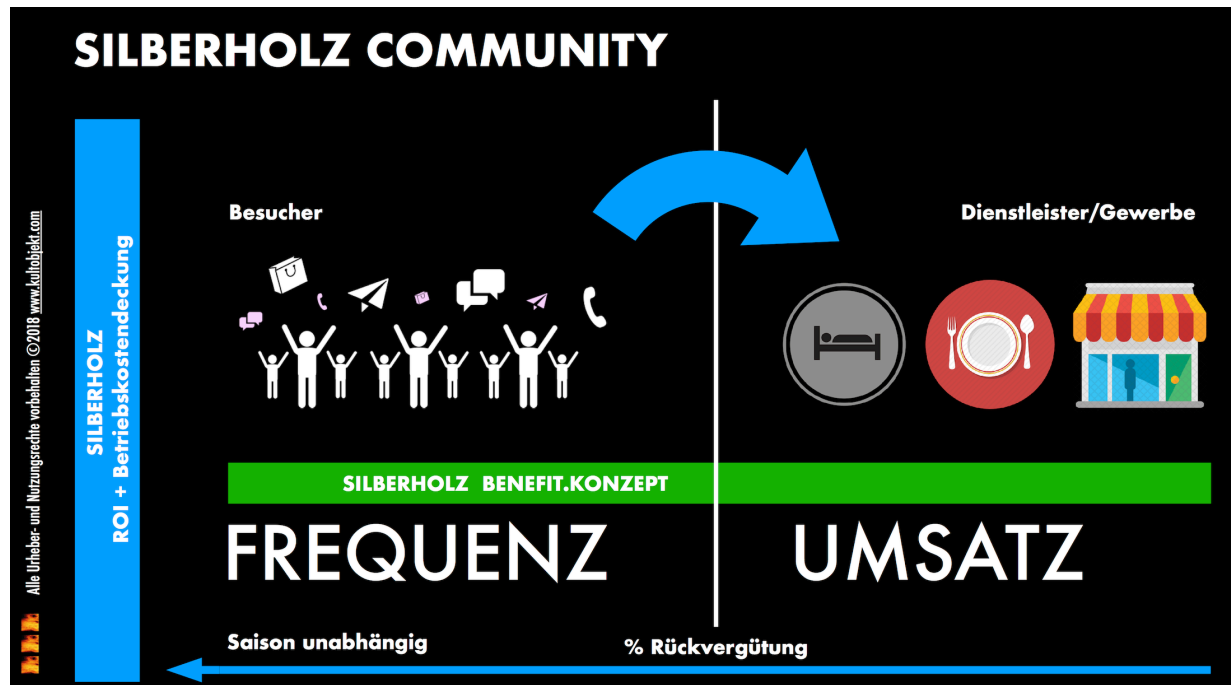 SILBERHOLZ COMMUNITY
Besucher
Dienstleister/Gewerbe
SILBERHOLZ
ROI + Betriebskostendeckung
Alle Urheber- und Nutzungsrechte vorbehalten ©2018 www.kultobjekt.com
SILBERHOLZ BENEFIT.KONZEPT
FREQUENZ
UMSATZ
Saison unabhängig
% Rückvergütung